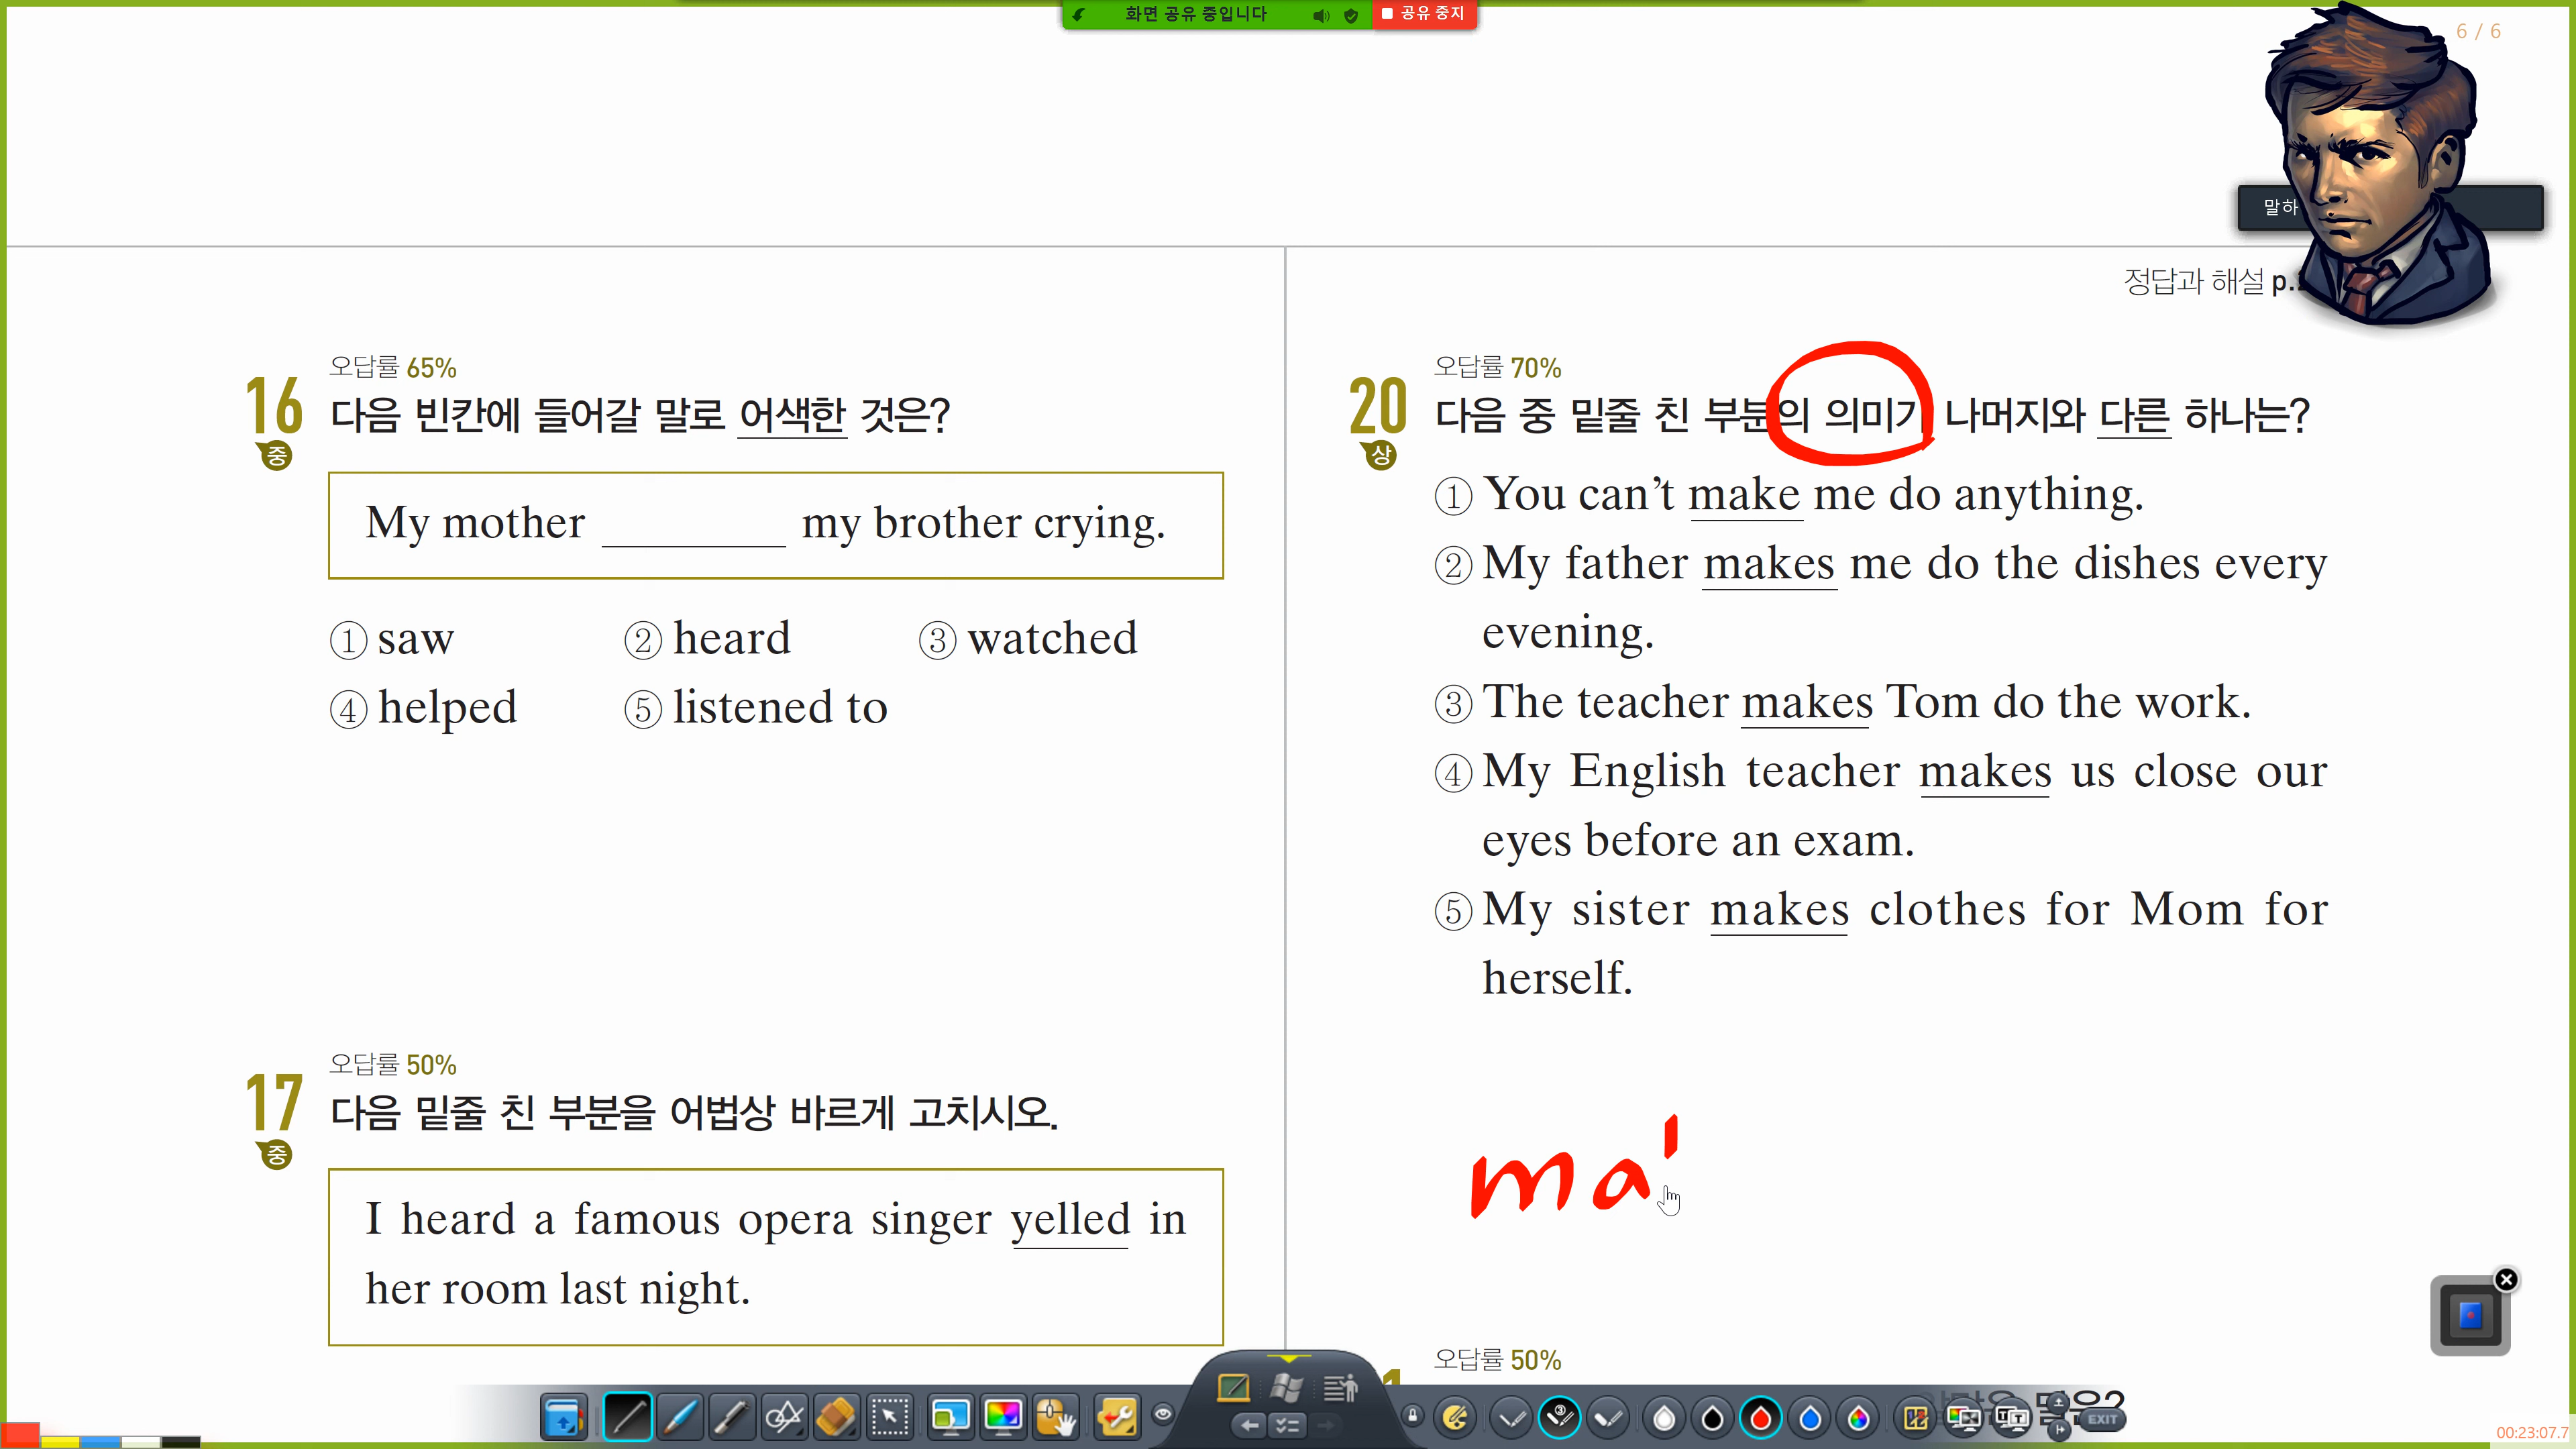 화면 공유 중입니다
공유 중지
6 / 6
말하
정답과 해설 p.
오답률 65%
16
중
다음 빈칸에 들어갈 말로 어색한 것은?
My mother ________ my brother crying.
① saw ② heard ③ watched
④ helped ⑤ listened to
오답률 50%
17
중
다음 밑줄 친 부분을 어법상 바르게 고치시오.
I heard a famous opera singer yelled in
her room last night.
오답률 70%
20
상
다음 중 밑줄 친 부분의 의미가 나머지와 다른 하나는?
① You can't make me do anything.
② My father makes me do the dishes every
evening.
③ The teacher makes Tom do the work.
④ My English teacher makes us close our
eyes before an exam.
⑤ My sister makes clothes for Mom for
herself.
ma
오답률 50%
EXIT
00:23:07.7